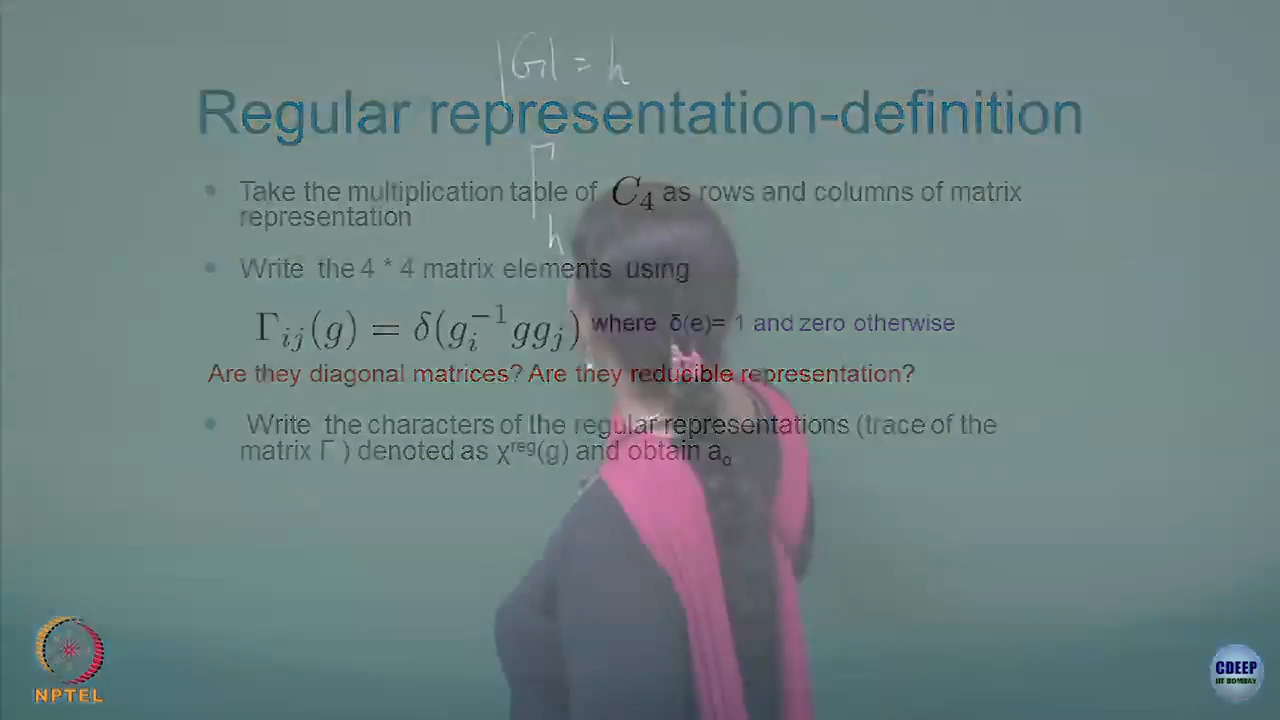 |G| = h
Regular representation-definition
Γ
• Take the multiplication table of C₄ as rows and columns of matrix
representation
h
• Write the 4 * 4 matrix elements using
Γᵢⱼ(g) = δ(gᵢ⁻¹ggⱼ) where δ(e)= 1 and zero otherwise
Are they diagonal matrices? Are they reducible representation?
• Write the characters of the regular representations (trace of the
matrix Γ ) denoted as χʳᵉᵍ(g) and obtain aₐ
NPTEL
CDEEP
IIT BOMBAY